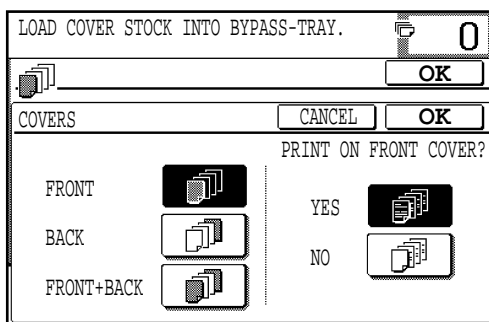 LOAD COVER STOCK INTO BYPASS-TRAY. 0
OK
COVERS CANCEL OK
PRINT ON FRONT COVER?
FRONT
YES
BACK
NO
FRONT+BACK